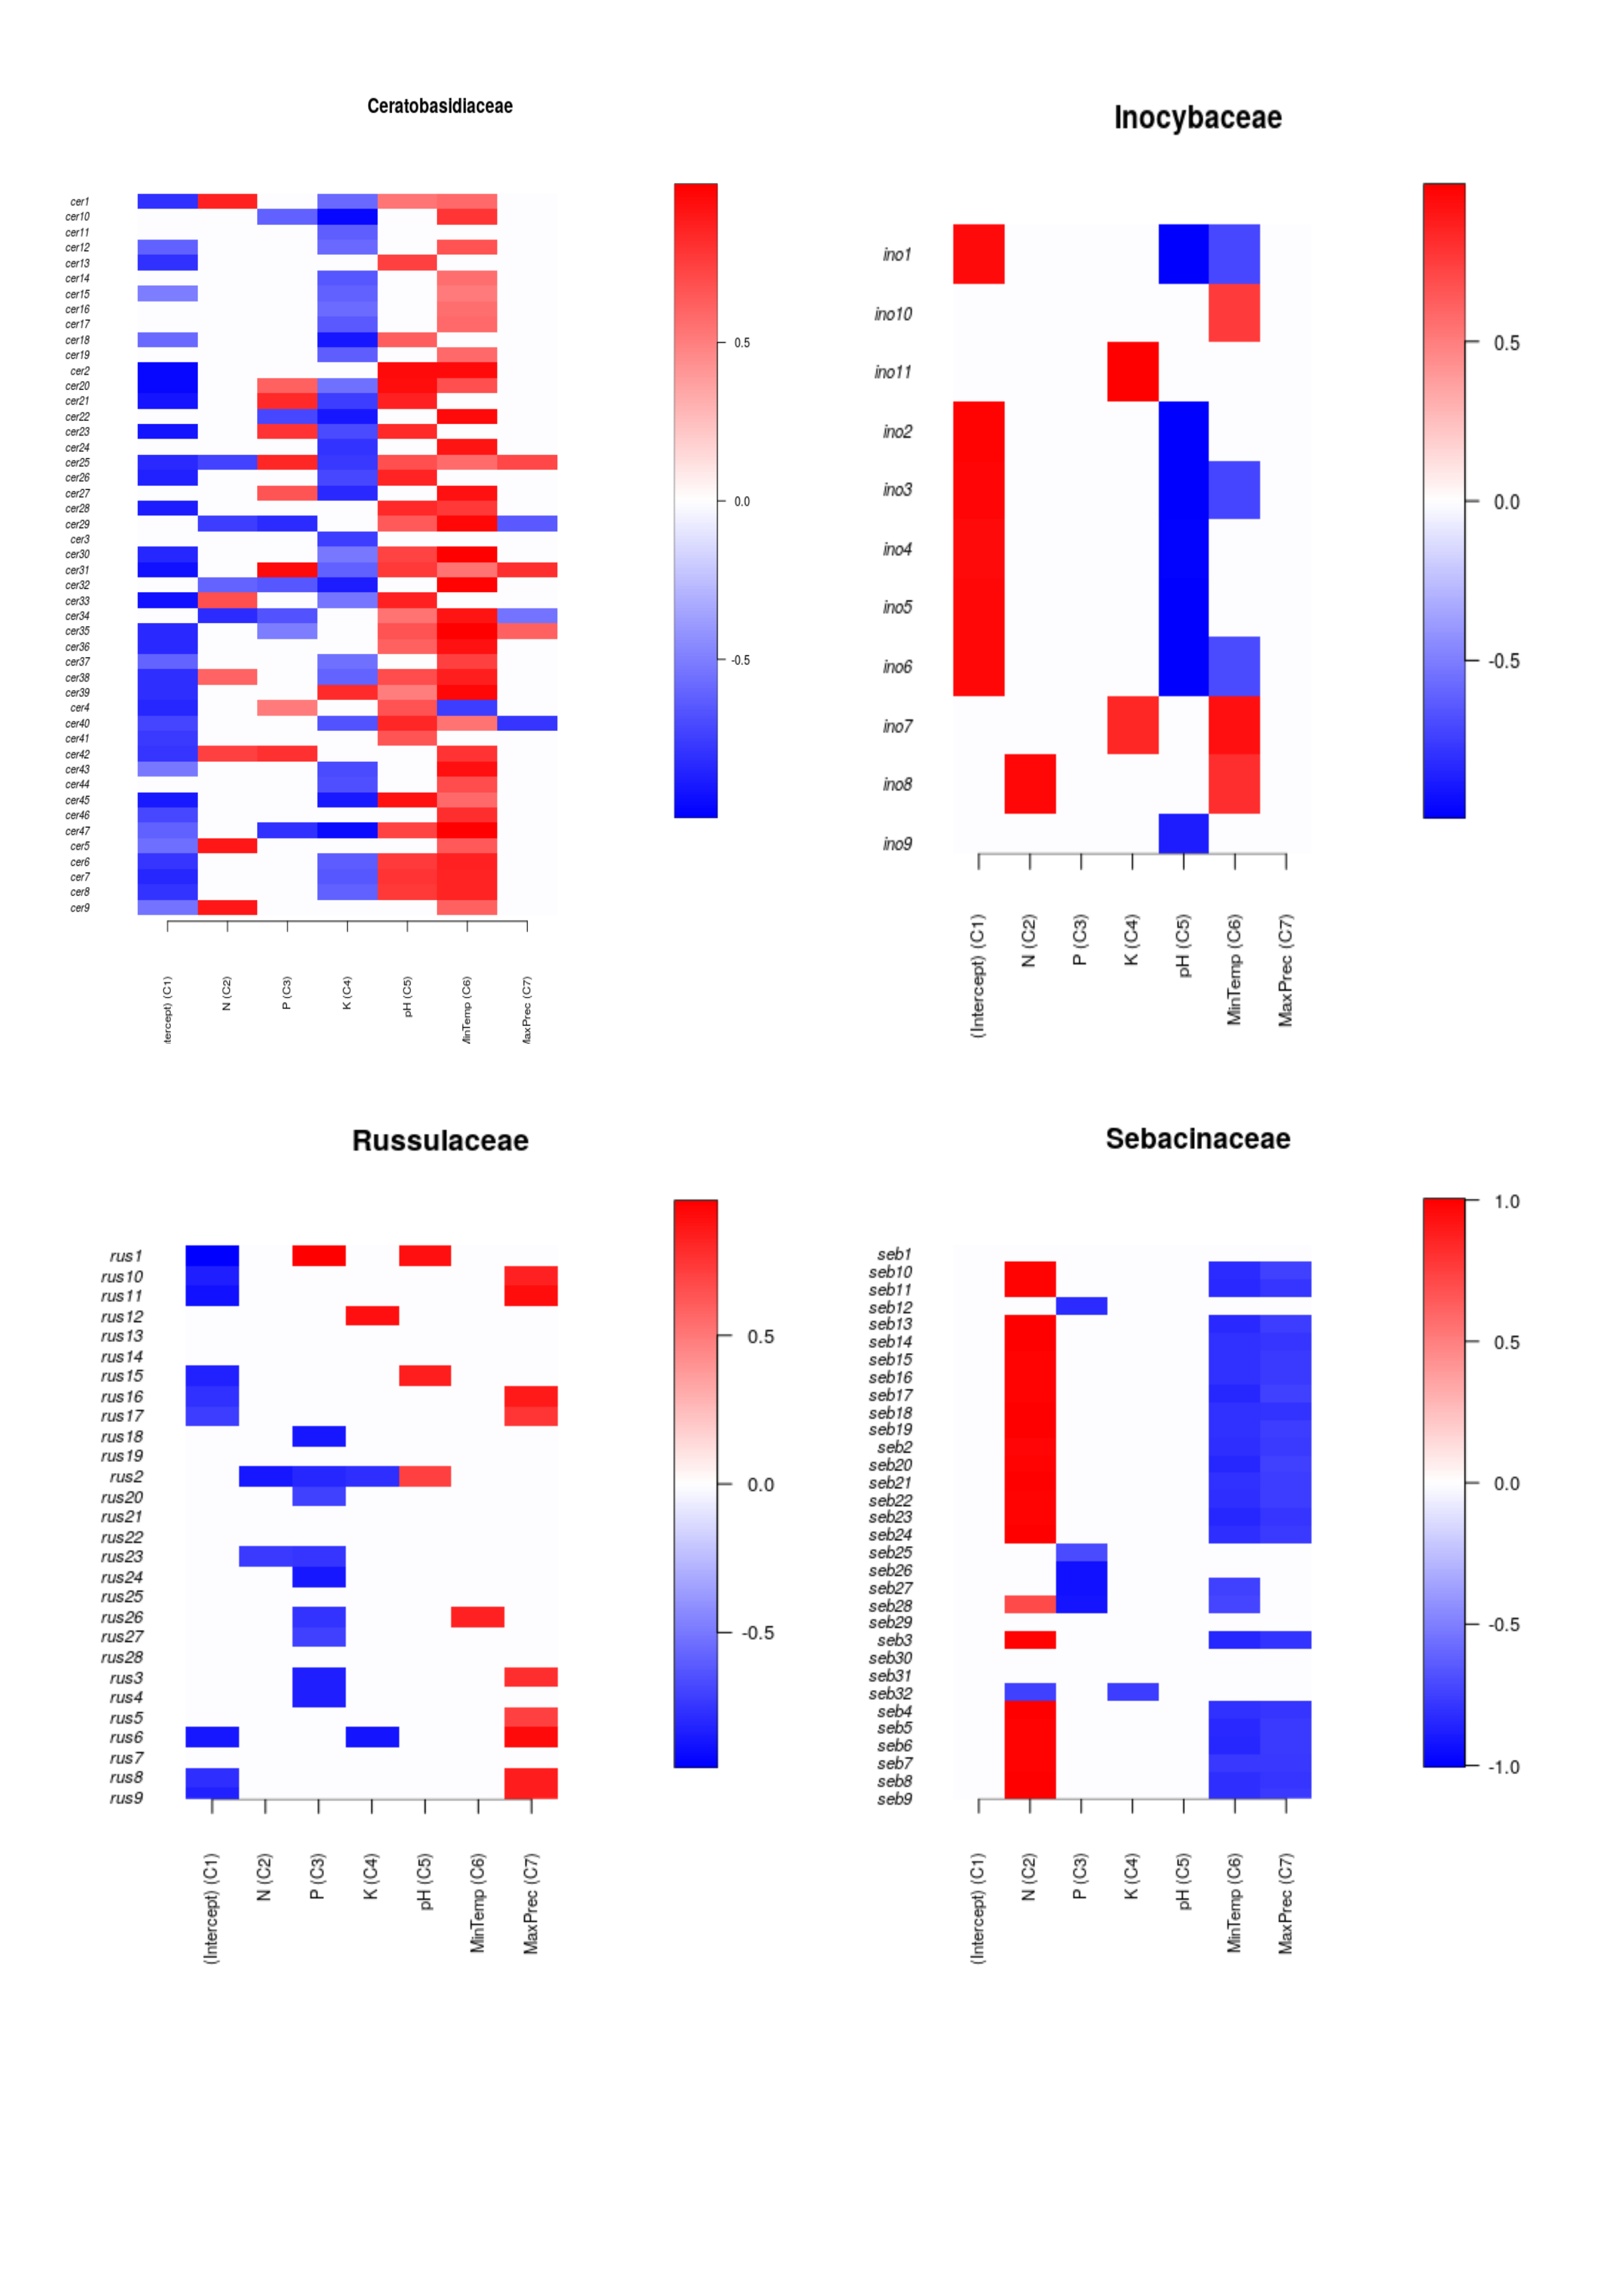 Ceratobasidiaceae
cer1
cer10
cer11
cer12
cer13
cer14
cer15
cer16
cer17
cer18
cer19
cer2
cer20
cer21
cer22
cer23
cer24
cer25
cer26
cer27
cer28
cer29
cer3
cer30
cer31
cer32
cer33
cer34
cer35
cer36
cer37
cer38
cer39
cer4
cer40
cer41
cer42
cer43
cer44
cer45
cer46
cer47
cer5
cer6
cer7
cer8
cer9
tercept) (C1)
N (C2)
P (C3)
K (C4)
pH (C5)
MinTemp (C6)
MaxPrec (C7)
0.5
0.0
-0.5
Inocybaceae
ino1
ino10
ino11
ino2
ino3
ino4
ino5
ino6
ino7
ino8
ino9
(Intercept) (C1)
N (C2)
P (C3)
K (C4)
pH (C5)
MinTemp (C6)
MaxPrec (C7)
0.5
0.0
-0.5
Russulaceae
rus1
rus10
rus11
rus12
rus13
rus14
rus15
rus16
rus17
rus18
rus19
rus2
rus20
rus21
rus22
rus23
rus24
rus25
rus26
rus27
rus28
rus3
rus4
rus5
rus6
rus7
rus8
rus9
(Intercept) (C1)
N (C2)
P (C3)
K (C4)
pH (C5)
MinTemp (C6)
MaxPrec (C7)
0.5
0.0
-0.5
Sebacinaceae
seb1
seb10
seb11
seb12
seb13
seb14
seb15
seb16
seb17
seb18
seb19
seb2
seb20
seb21
seb22
seb23
seb24
seb25
seb26
seb27
seb28
seb29
seb3
seb30
seb31
seb32
seb4
seb5
seb6
seb7
seb8
seb9
(Intercept) (C1)
N (C2)
P (C3)
K (C4)
pH (C5)
MinTemp (C6)
MaxPrec (C7)
1.0
0.5
0.0
-0.5
-1.0